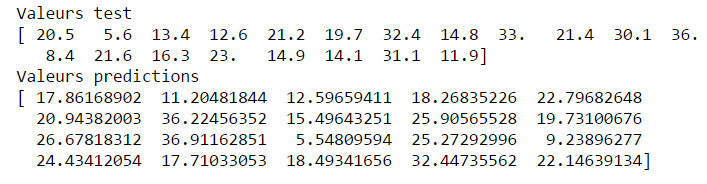 Valeurs test
[ 20.5 5.6 13.4 12.6 21.2 19.7 32.4 14.8 33. 21.4 30.1 36.
8.4 21.6 16.3 23. 14.9 14.1 31.1 11.9]
Valeurs predictions
[ 17.86168902 11.20481844 12.59659411 18.26835226 22.79682648
20.94382003 36.22456352 15.49643251 25.90565528 19.73100676
26.67818312 36.91162851 5.54809594 25.27292996 9.23896277
24.43412054 17.71033053 18.49341656 32.44735562 22.14639134]